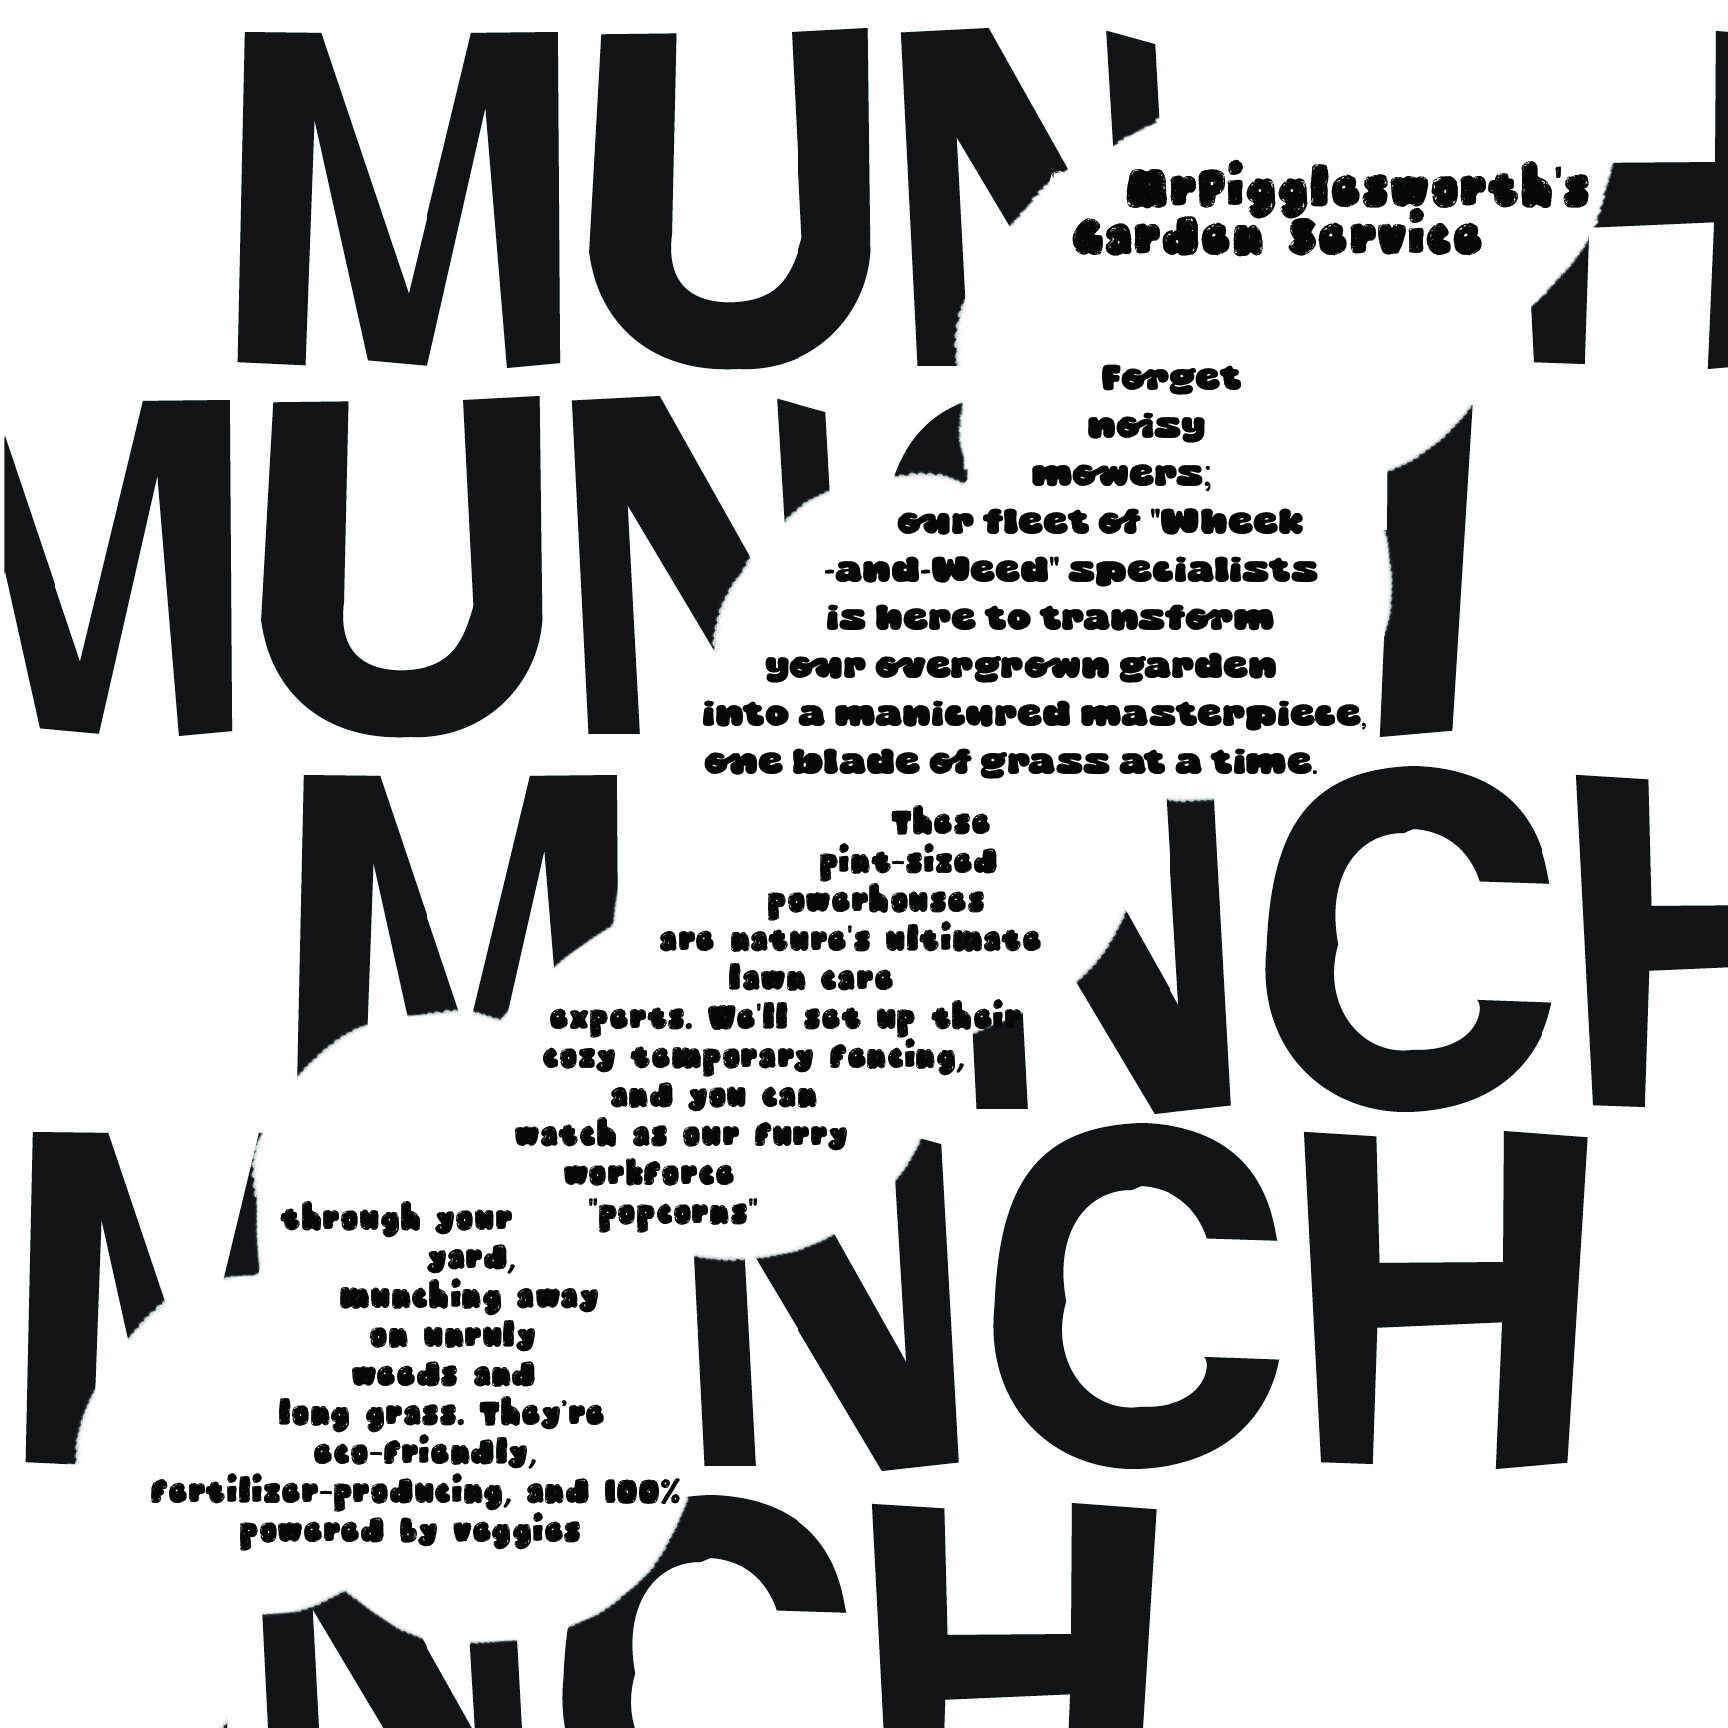 MUNCH
MrPigglesworth's
Garden Service
Forget
noisy
mowers;
our fleet of "Wheek
-and-Weed" specialists
is here to transform
your overgrown garden
into a manicured masterpiece,
one blade of grass at a time.
MUNCH
These
pint-sized
powerhouses
are nature's ultimate
lawn care
experts. We'll set up their
cozy temporary fencing,
and you can
watch as our furry
workforce
"popcorns"
MUNCH
through your
yard,
munching away
on unruly
weeds and
long grass. They're
eco-friendly,
fertilizer-producing, and 100%
powered by veggies
MUNCH
NCH